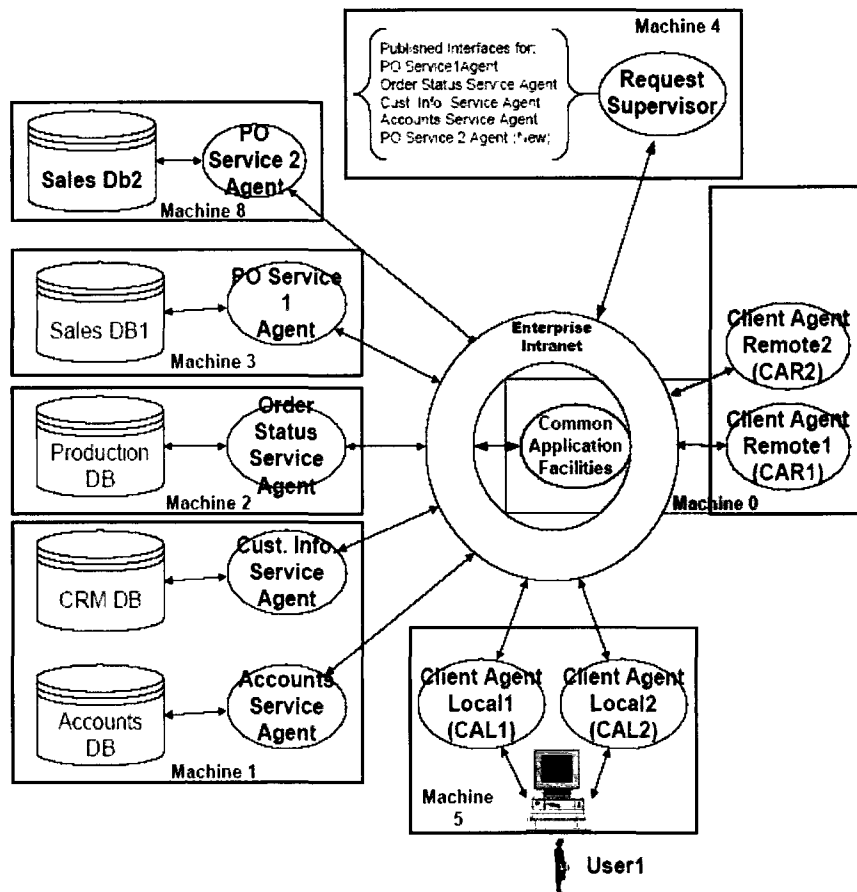 Machine 4
Published Interfaces for:
PO Service1Agent
Order Status Service Agent
Cust. Info. Service Agent
Accounts Service Agent
PO Service 2 Agent (New)
Request
Supervisor
Sales Db2
PO
Service 2
Agent
Machine 8
Sales DB1
PO Service
1
Agent
Machine 3
Production
DB
Order
Status
Service
Agent
Machine 2
CRM DB
Cust. Info.
Service
Agent
Accounts
DB
Accounts
Service
Agent
Machine 1
Enterprise
Intranet
Common
Application
Facilities
Client Agent
Remote2
(CAR2)
Client Agent
Remote1
(CAR1)
Machine 0
Client Agent
Local1
(CAL1)
Client Agent
Local2
(CAL2)
Machine
5
User1